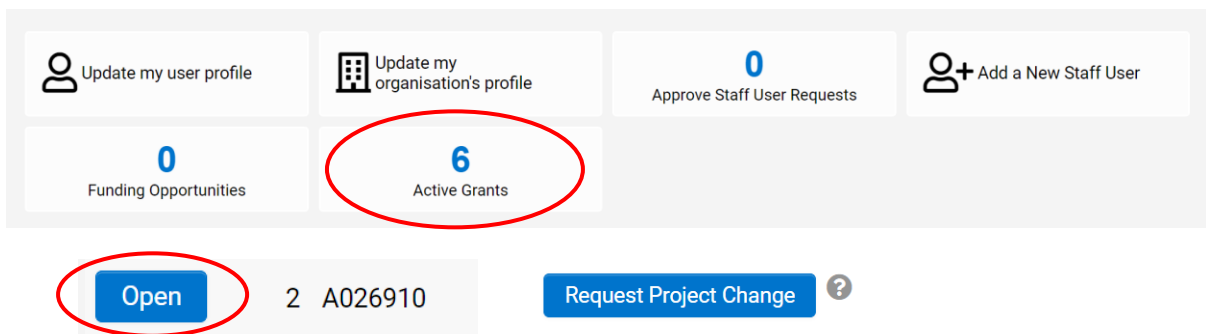 Update my user profile
Update my
organisation's profile
0
Approve Staff User Requests
Add a New Staff User
0
Funding Opportunities
6
Active Grants
Open 2 A026910 Request Project Change ?